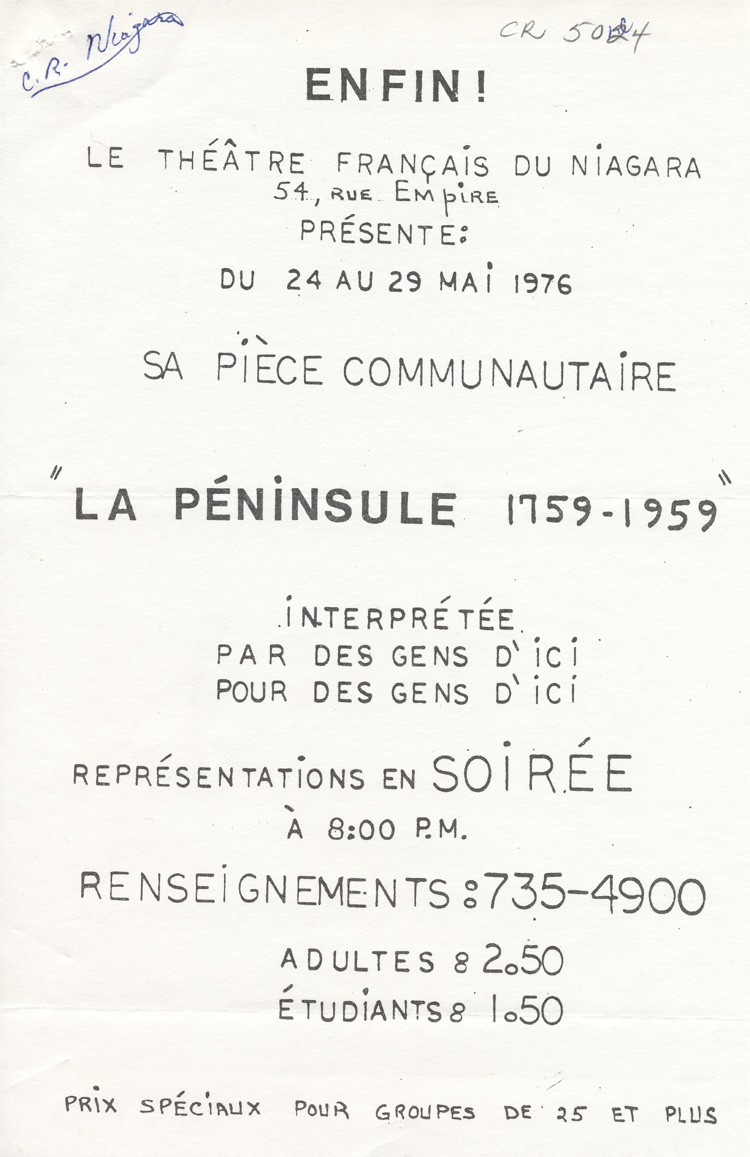 C.R. Niagara
CR 5024
ENFIN!
LE THÉÂTRE FRANÇAIS DU NIAGARA
54, RUE EMPIRE
PRÉSENTE:
DU 24 AU 29 MAI 1976
SA PIÈCE COMMUNAUTAIRE
"LA PÉNINSULE 1759-1959"
INTERPRÉTÉE
PAR DES GENS D'ICI
POUR DES GENS D'ICI
REPRÉSENTATIONS EN SOIRÉE
À 8:00 P.M.
RENSEIGNEMENTS:735-4900
ADULTES: 2.50
ÉTUDIANTS: 1.50
PRIX SPÉCIAUX POUR GROUPES DE 25 ET PLUS